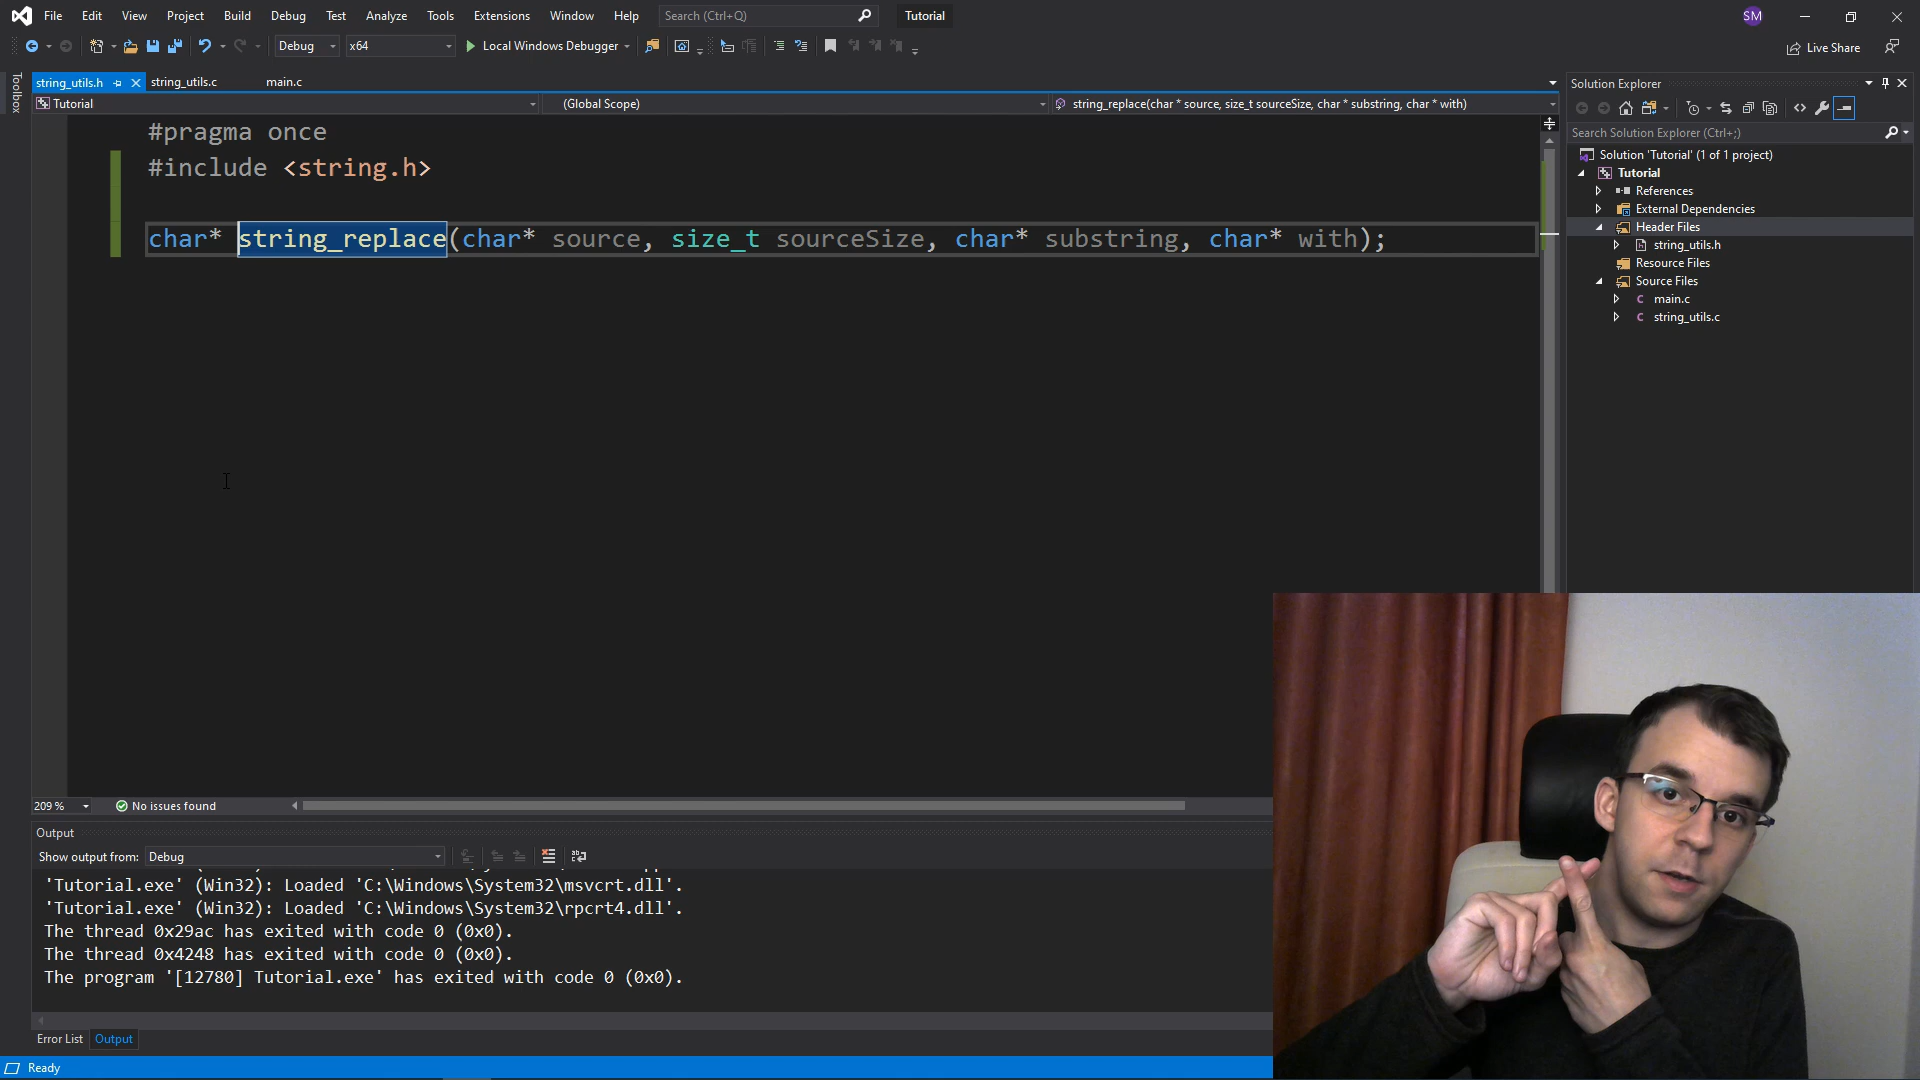 File Edit View Project Build Debug Test Analyze Tools Extensions Window Help Search (Ctrl+Q) Tutorial SM
Debug x64 Local Windows Debugger Live Share
Toolbox
string_utils.h string_utils.c main.c
Tutorial (Global Scope) string_replace(char * source, size_t sourceSize, char * substring, char * with)
#pragma once
#include <string.h>
char* string_replace(char* source, size_t sourceSize, char* substring, char* with);
209 % No issues found
Output
Show output from: Debug
'Tutorial.exe' (Win32): Loaded 'C:\Windows\System32\msvcrt.dll'.
'Tutorial.exe' (Win32): Loaded 'C:\Windows\System32\rpcrt4.dll'.
The thread 0x29ac has exited with code 0 (0x0).
The thread 0x4248 has exited with code 0 (0x0).
The program '[12780] Tutorial.exe' has exited with code 0 (0x0).
Error List Output
Ready
Solution Explorer
Search Solution Explorer (Ctrl+;)
Solution 'Tutorial' (1 of 1 project)
Tutorial
References
External Dependencies
Header Files
string_utils.h
Resource Files
Source Files
main.c
string_utils.c